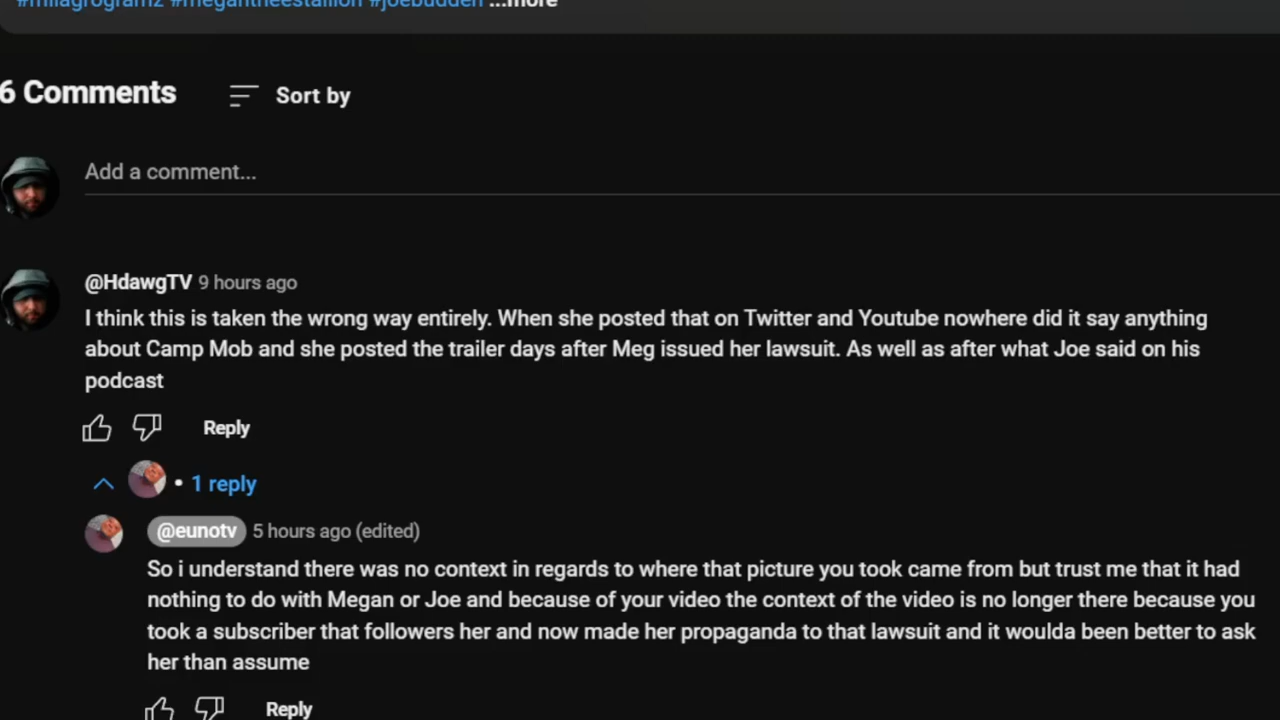 #milagrogramz #megantheestallion #joebudden ...more
6 Comments
Sort by
Add a comment...
@HdawgTV 9 hours ago
I think this is taken the wrong way entirely. When she posted that on Twitter and Youtube nowhere did it say anything
about Camp Mob and she posted the trailer days after Meg issued her lawsuit. As well as after what Joe said on his
podcast
Reply
• 1 reply
@eunotv 5 hours ago (edited)
So i understand there was no context in regards to where that picture you took came from but trust me that it had
nothing to do with Megan or Joe and because of your video the context of the video is no longer there because you
took a subscriber that followers her and now made her propaganda to that lawsuit and it woulda been better to ask
her than assume
Reply